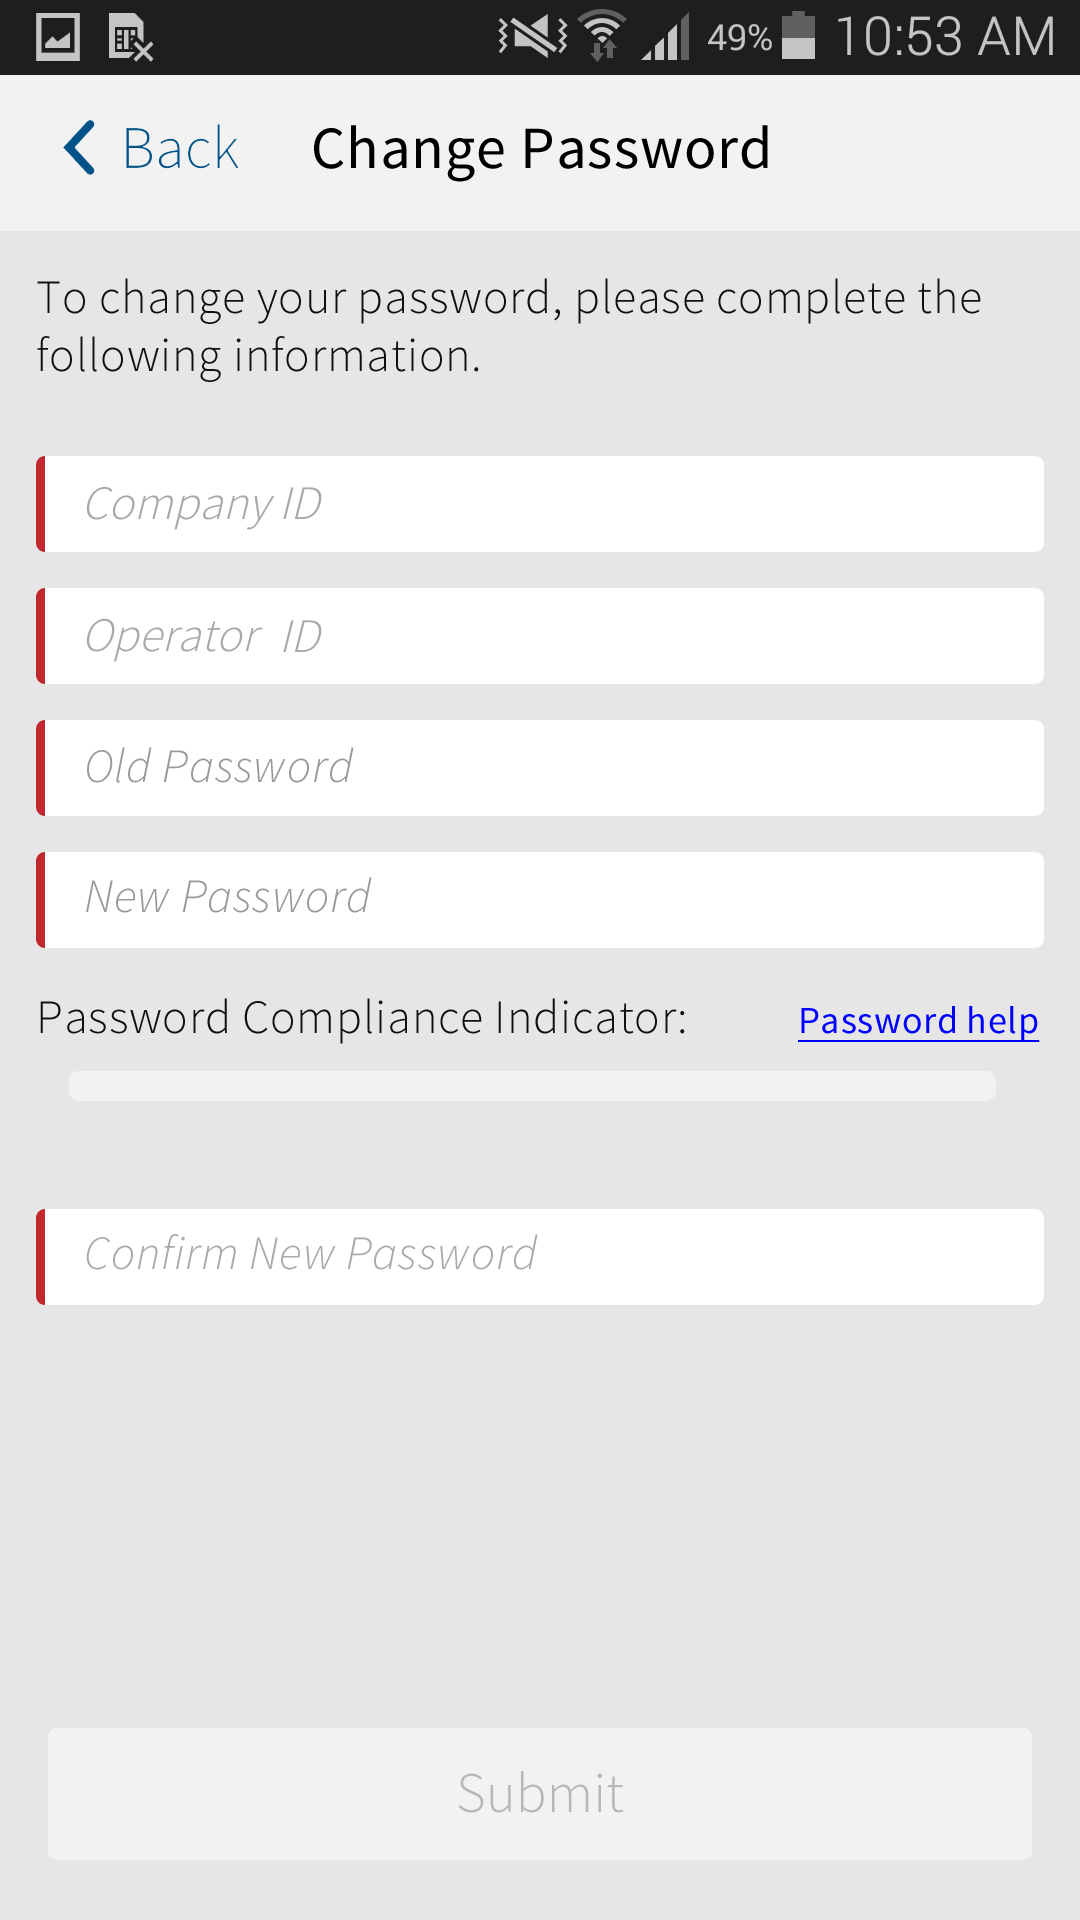 49% 10:53 AM
Back Change Password
To change your password, please complete the
following information.
Company ID
Operator ID
Old Password
New Password
Password Compliance Indicator: Password help
Confirm New Password
Submit